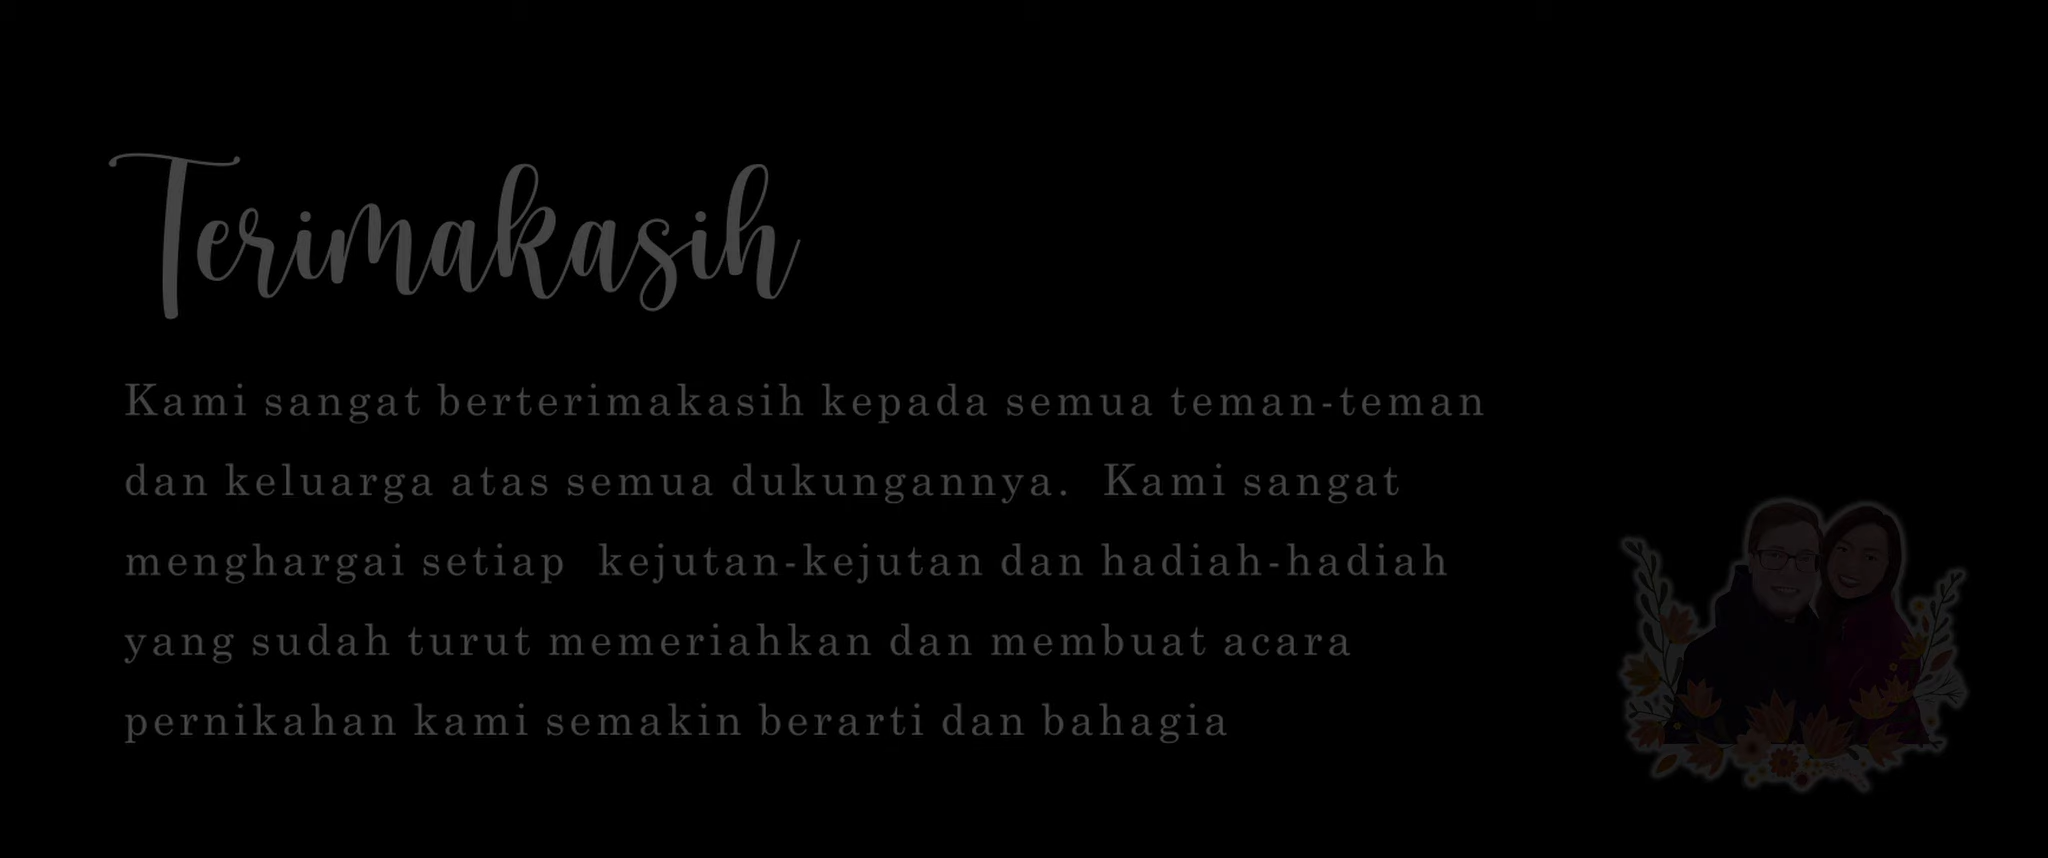 Terimakasih
Kami sangat berterimakasih kepada semua teman-teman
dan keluarga atas semua dukungannya.  Kami sangat
menghargai setiap  kejutan-kejutan dan hadiah-hadiah
yang sudah turut memeriahkan dan membuat acara
pernikahan kami semakin berarti dan bahagia